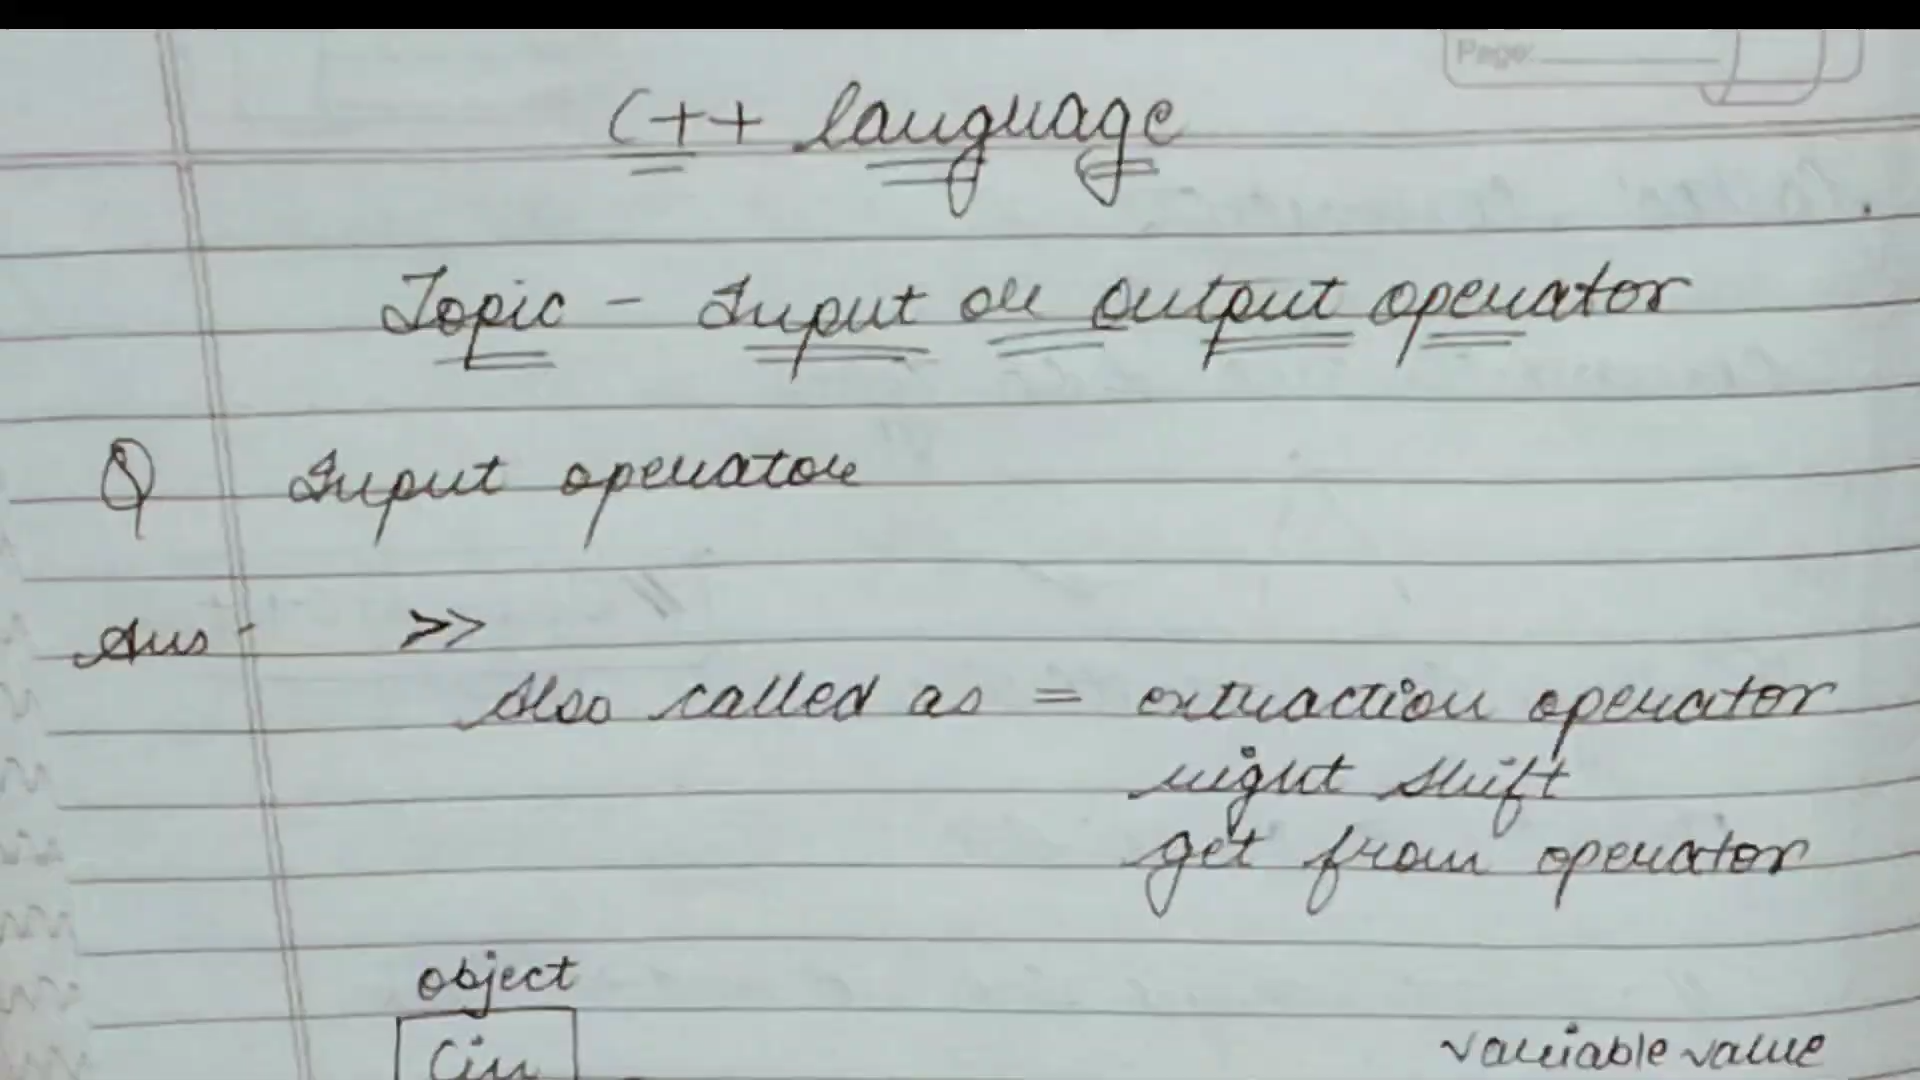 Page:
C++ language
Topic - Input or output operator
Q Input operator
Ans - >>
Also called as = extraction operator
right shift
get from operator
object
Cin
variable value